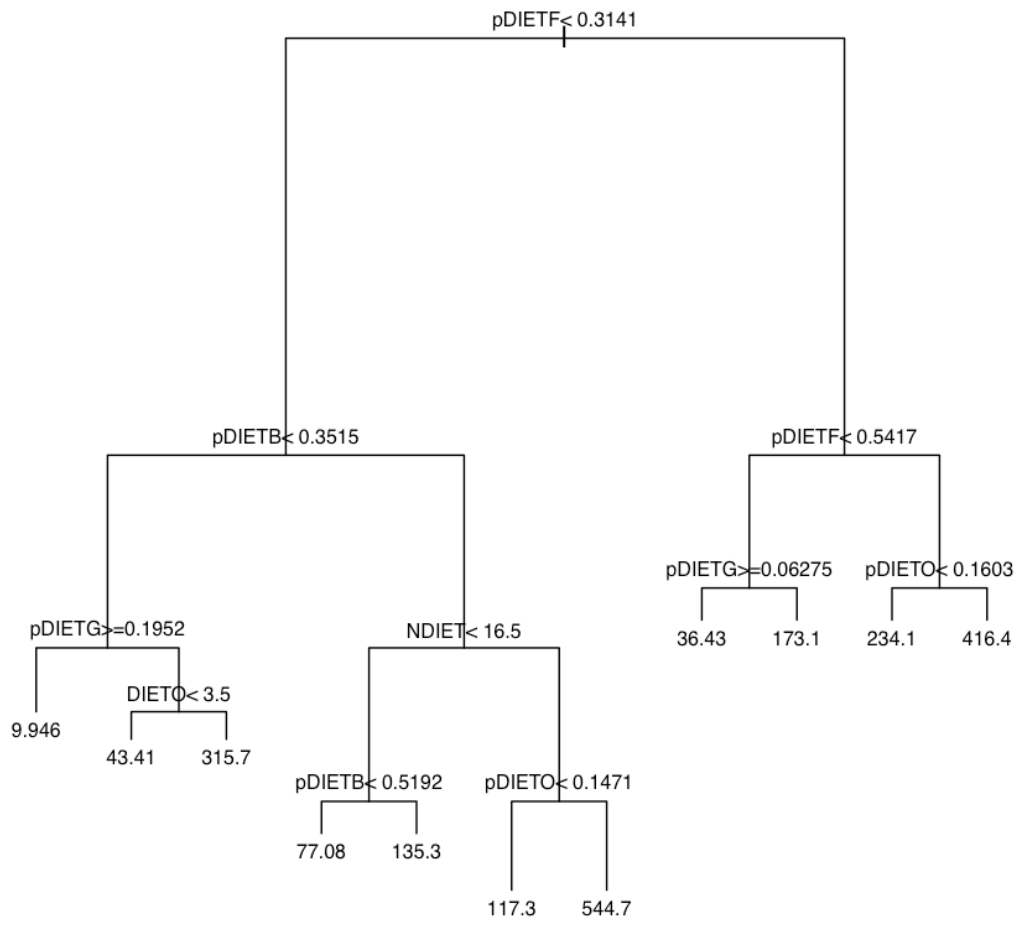 pDIETF< 0.3141
pDIETB< 0.3515
pDIETF< 0.5417
pDIETG>=0.06275
pDIETO< 0.1603
pDIETG>=0.1952
NDIET< 16.5
36.43
173.1
234.1
416.4
DIETO< 3.5
9.946
43.41
315.7
pDIETB< 0.5192
pDIETO< 0.1471
77.08
135.3
117.3
544.7